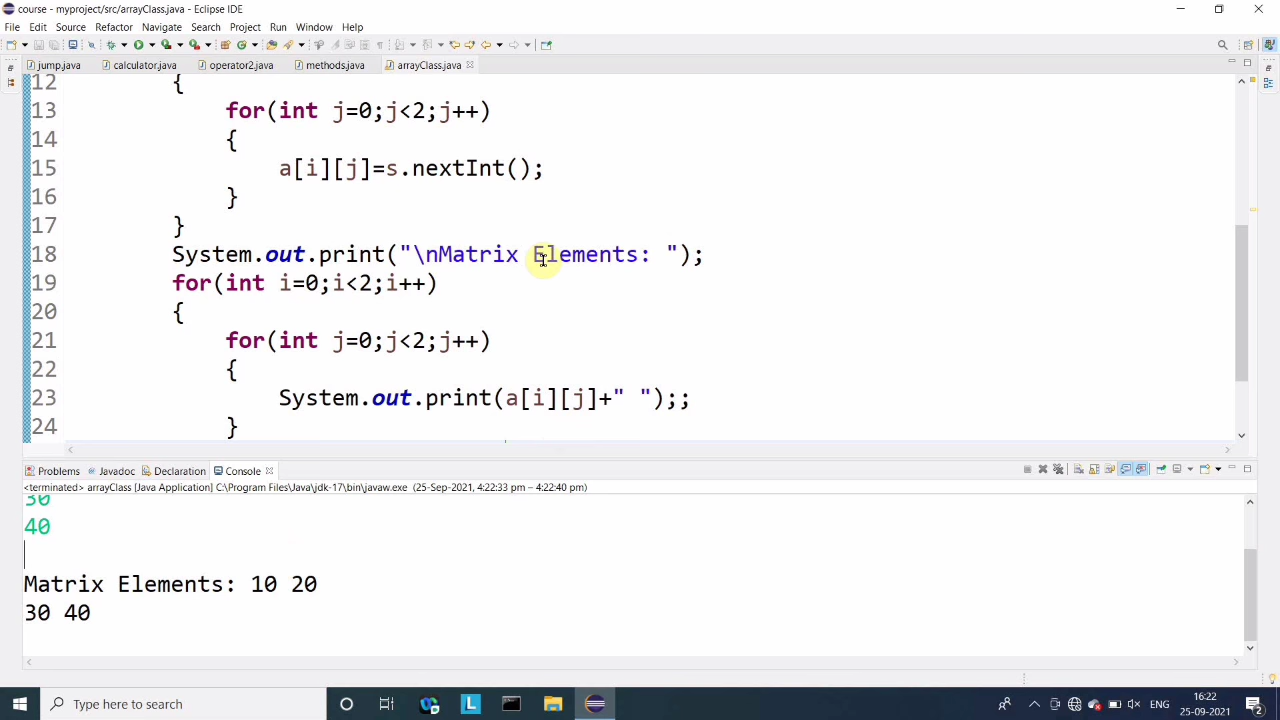 course - myproject/src/arrayClass.java - Eclipse IDE
File Edit Source Refactor Navigate Search Project Run Window Help
jump.java calculator.java operator2.java methods.java arrayClass.java
12 {
13 for(int j=0;j<2;j++)
14 {
15 a[i][j]=s.nextInt();
16 }
17 }
18 System.out.print("\nMatrix Elements: ");
19 for(int i=0;i<2;i++)
20 {
21 for(int j=0;j<2;j++)
22 {
23 System.out.print(a[i][j]+" ");;
24 }
Problems Javadoc Declaration Console
<terminated> arrayClass [Java Application] C:\Program Files\Java\jdk-17\bin\javaw.exe (25-Sep-2021, 4:22:33 pm – 4:22:40 pm)
30
40
Matrix Elements: 10 20
30 40
Type here to search
L
16:22
25-09-2021
2